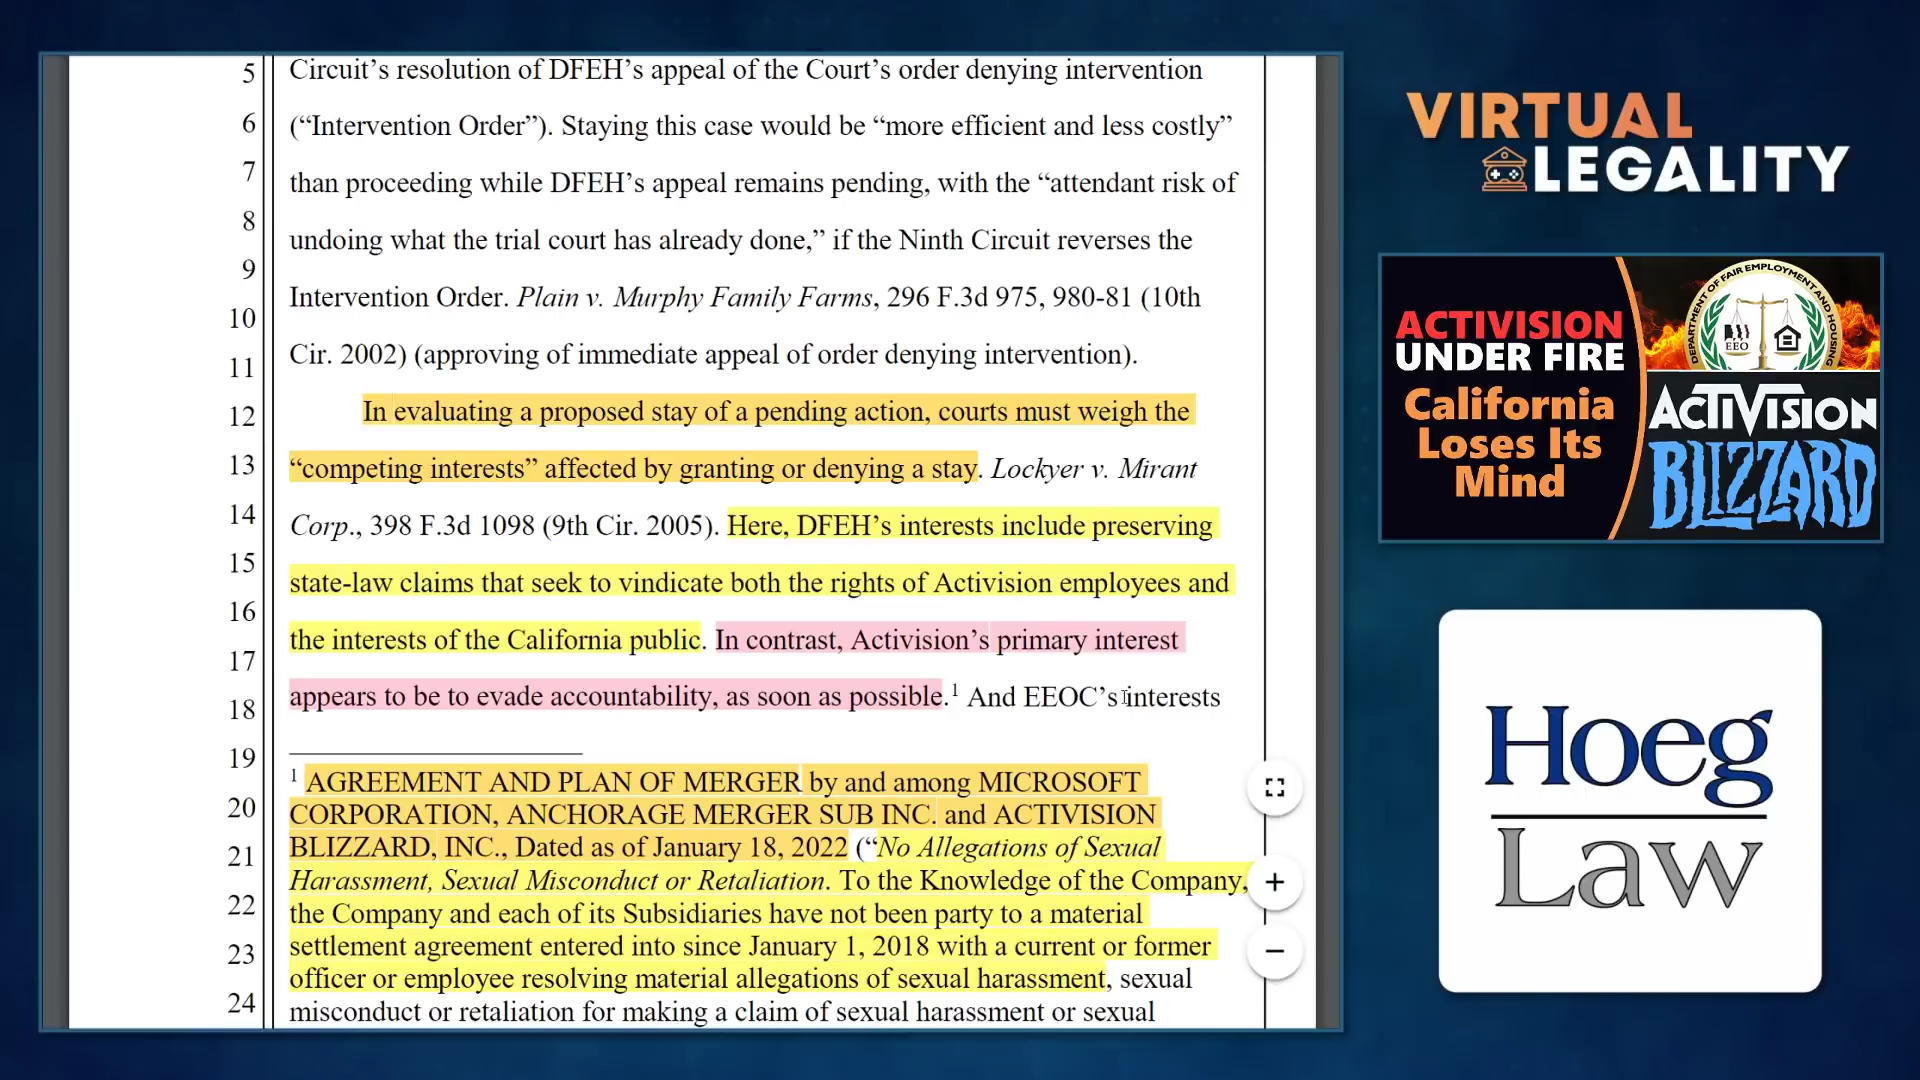 5 Circuit’s resolution of DFEH’s appeal of the Court’s order denying intervention
6 (“Intervention Order”). Staying this case would be “more efficient and less costly”
7 than proceeding while DFEH’s appeal remains pending, with the “attendant risk of
8 undoing what the trial court has already done,” if the Ninth Circuit reverses the
9 Intervention Order. Plain v. Murphy Family Farms, 296 F.3d 975, 980-81 (10th
10 Cir. 2002) (approving of immediate appeal of order denying intervention).
11
12 In evaluating a proposed stay of a pending action, courts must weigh the
13 “competing interests” affected by granting or denying a stay. Lockyer v. Mirant
14 Corp., 398 F.3d 1098 (9th Cir. 2005). Here, DFEH’s interests include preserving
15 state-law claims that seek to vindicate both the rights of Activision employees and
16 the interests of the California public. In contrast, Activision’s primary interest
17 appears to be to evade accountability, as soon as possible.1 And EEOC’s interests
18
19 1 AGREEMENT AND PLAN OF MERGER by and among MICROSOFT
20 CORPORATION, ANCHORAGE MERGER SUB INC. and ACTIVISION
21 BLIZZARD, INC., Dated as of January 18, 2022 (“No Allegations of Sexual
Harassment, Sexual Misconduct or Retaliation. To the Knowledge of the Company,
22 the Company and each of its Subsidiaries have not been party to a material
23 settlement agreement entered into since January 1, 2018 with a current or former
officer or employee resolving material allegations of sexual harassment, sexual
24 misconduct or retaliation for making a claim of sexual harassment or sexual
VIRTUAL
LEGALITY
ACTIVISION
UNDER FIRE
California
Loses Its
Mind
DEPARTMENT OF FAIR EMPLOYMENT AND HOUSING
EEO
ACTIVISION
BLIZZARD
Hoeg
Law